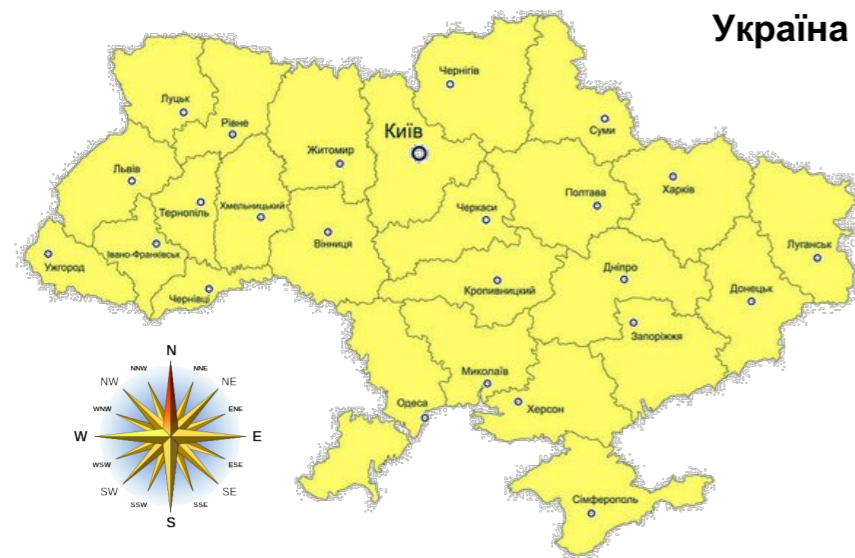 Україна
Чернігів
Луцьк
Рівне
Суми
Київ
Житомир
Львів
Харків
Тернопіль
Хмельницький
Полтава
Черкаси
Вінниця
Івано-Франківськ
Луганськ
Ужгород
Дніпро
Чернівці
Кропивницкий
Донецьк
Запоріжжя
Миколаїв
Одеса
Херсон
Сімферополь
N
NNW
NNE
NW
NE
WNW
ENE
W
E
WSW
ESE
SW
SE
SSW
SSE
S